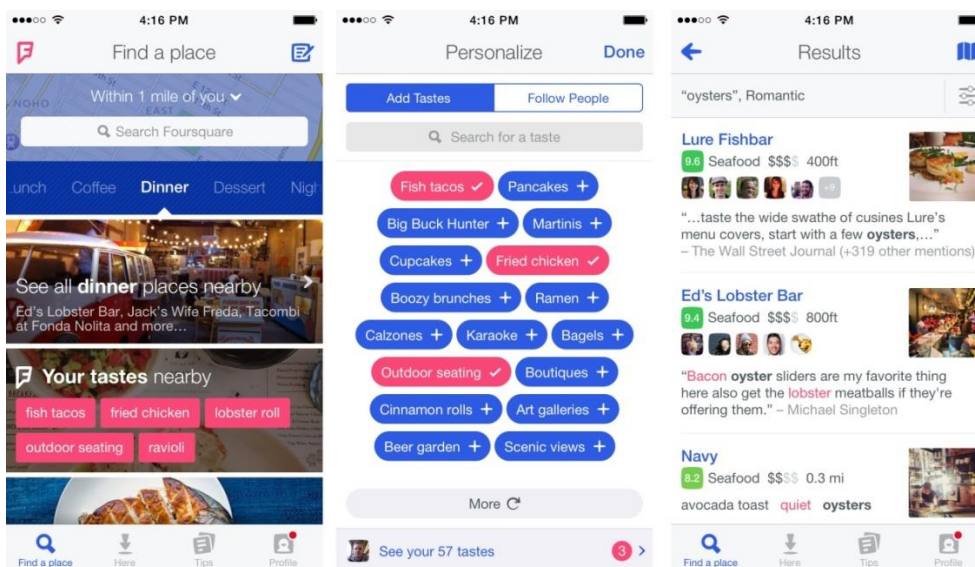 4:16 PM
Find a place
NOHO
EAST
Within 1 mile of you
Search Foursquare
unch Coffee Dinner Dessert Nigh
See all dinner places nearby
Ed's Lobster Bar, Jack's Wife Freda, Tacombi
at Fonda Nolita and more...
Your tastes nearby
fish tacos fried chicken lobster roll
outdoor seating ravioli
Find a place Here Tips Profile
4:16 PM
Personalize Done
Add Tastes Follow People
Search for a taste
Fish tacos Pancakes +
Big Buck Hunter + Martinis +
Cupcakes + Fried chicken
Boozy brunches + Ramen +
Calzones + Karaoke + Bagels +
Outdoor seating Boutiques +
Cinnamon rolls + Art galleries +
Beer garden + Scenic views +
More
See your 57 tastes 3
4:16 PM
Results
"oysters", Romantic
Lure Fishbar
9.6 Seafood $$$$ 400ft
+9
"...taste the wide swathe of cusines Lure's
menu covers, start with a few oysters,..."
– The Wall Street Journal (+319 other mentions)
Ed's Lobster Bar
9.4 Seafood $$$$ 800ft
"Bacon oyster sliders are my favorite thing
here also get the lobster meatballs if they're
offering them." – Michael Singleton
Navy
8.2 Seafood $$$$ 0.3 mi
avocada toast quiet oysters
Find a place Here Tips Profile